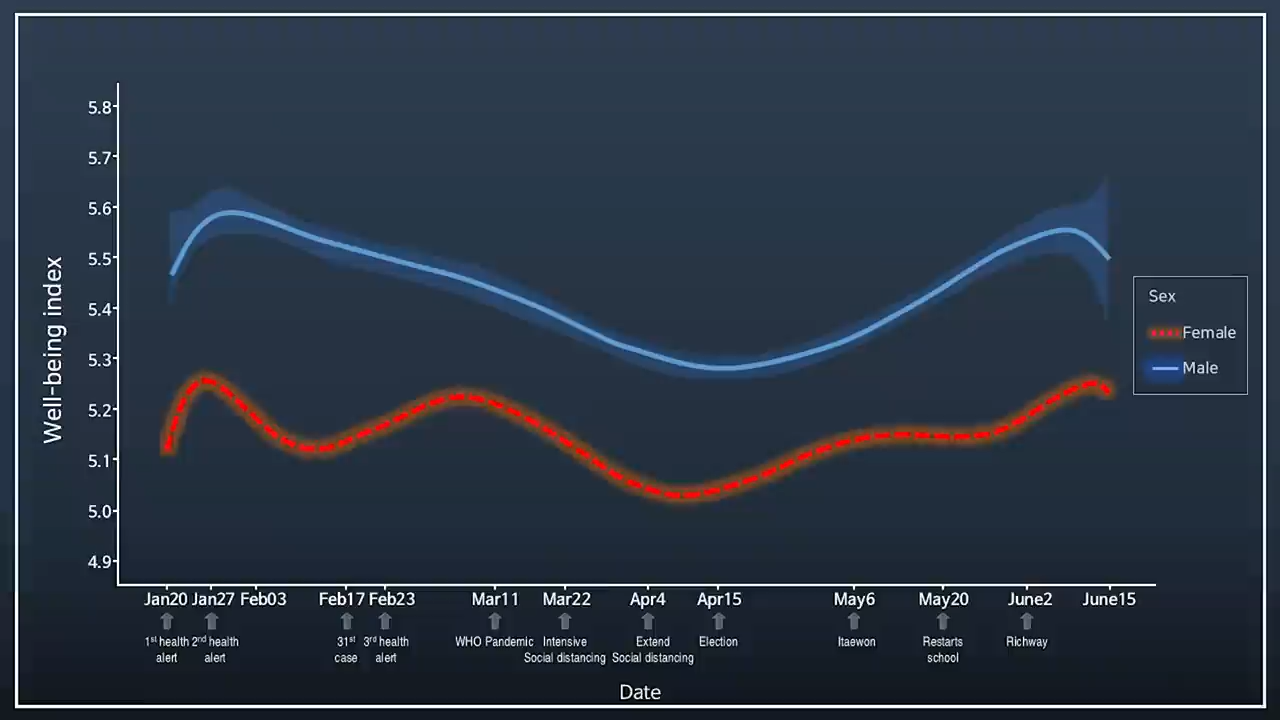 5.8
5.7
5.6
5.5
5.4
5.3
5.2
5.1
5.0
4.9
Well-being index
Sex
Female
Male
Jan20 Jan27 Feb03 Feb17 Feb23 Mar11 Mar22 Apr4 Apr15 May6 May20 June2 June15
1st health alert
2nd health alert
31st case
3rd health alert
WHO Pandemic
Intensive
Social distancing
Extend
Social distancing
Election
Itaewon
Restarts
school
Richway
Date